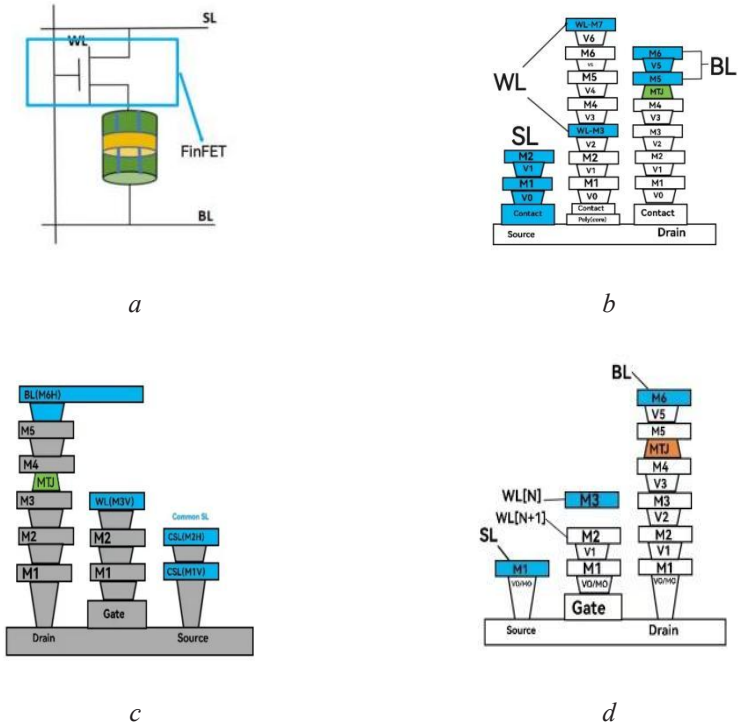 SL
WL
FinFET
BL
a
WL-M7
V6
M6
V5
M5
V4
M4
V3
WL-M3
V2
M2
V1
M1
V0
Contact
Poly(core)
WL
M6
V5
M5
MTJ
M4
V3
M3
V2
M2
V1
M1
V0
Contact
BL
SL
M2
V1
M1
V0
Contact
Source
Drain
b
BL(M6H)
M5
M4
MTJ
M3
M2
M1
WL(M3V)
M2
M1
Gate
Common SL
CSL(M2H)
CSL(M1V)
Drain
Source
c
BL
M6
V5
M5
MTJ
M4
V3
M3
V2
M2
V1
M1
V0/M0
WL[N]
M3
WL[N+1]
M2
V1
M1
V0/M0
Gate
SL
M1
V0/M0
Source
Drain
d